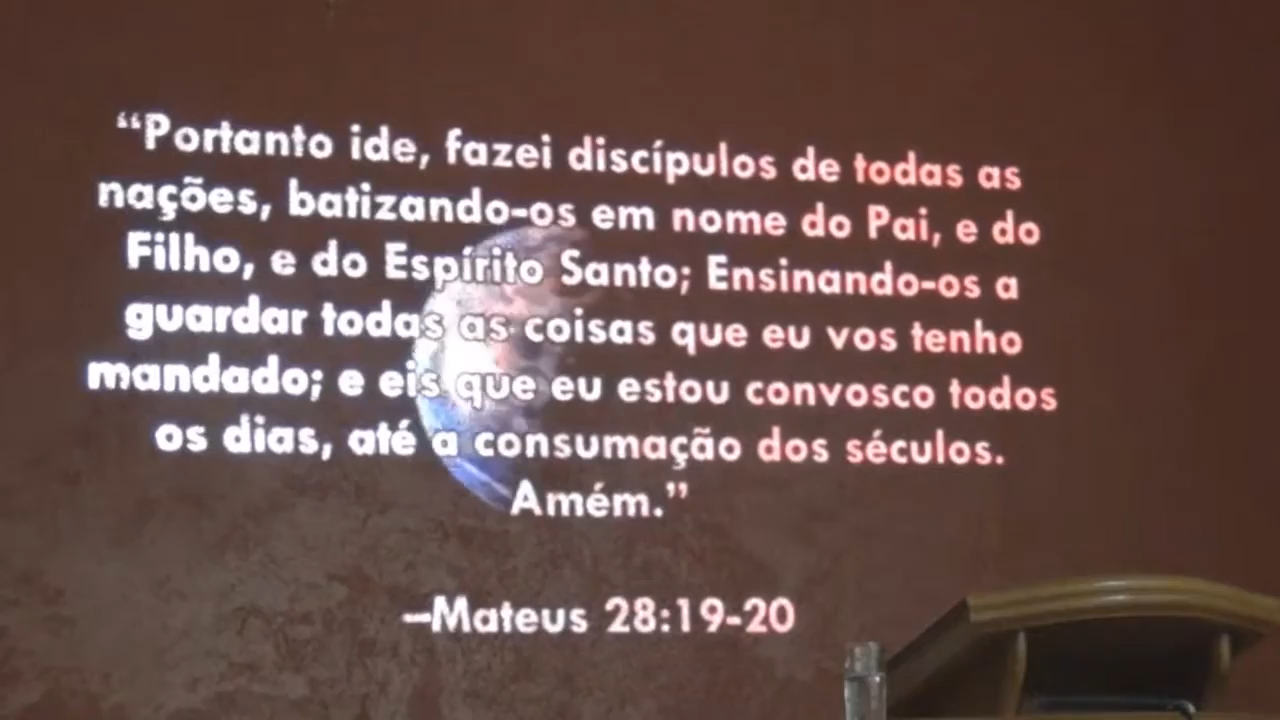 “Portanto ide, fazei discípulos de todas as
nações, batizando-os em nome do Pai, e do
Filho, e do Espírito Santo; Ensinando-os a
guardar todas as coisas que eu vos tenho
mandado; e eis que eu estou convosco todos
os dias, até a consumação dos séculos.
Amém.”
–Mateus 28:19-20